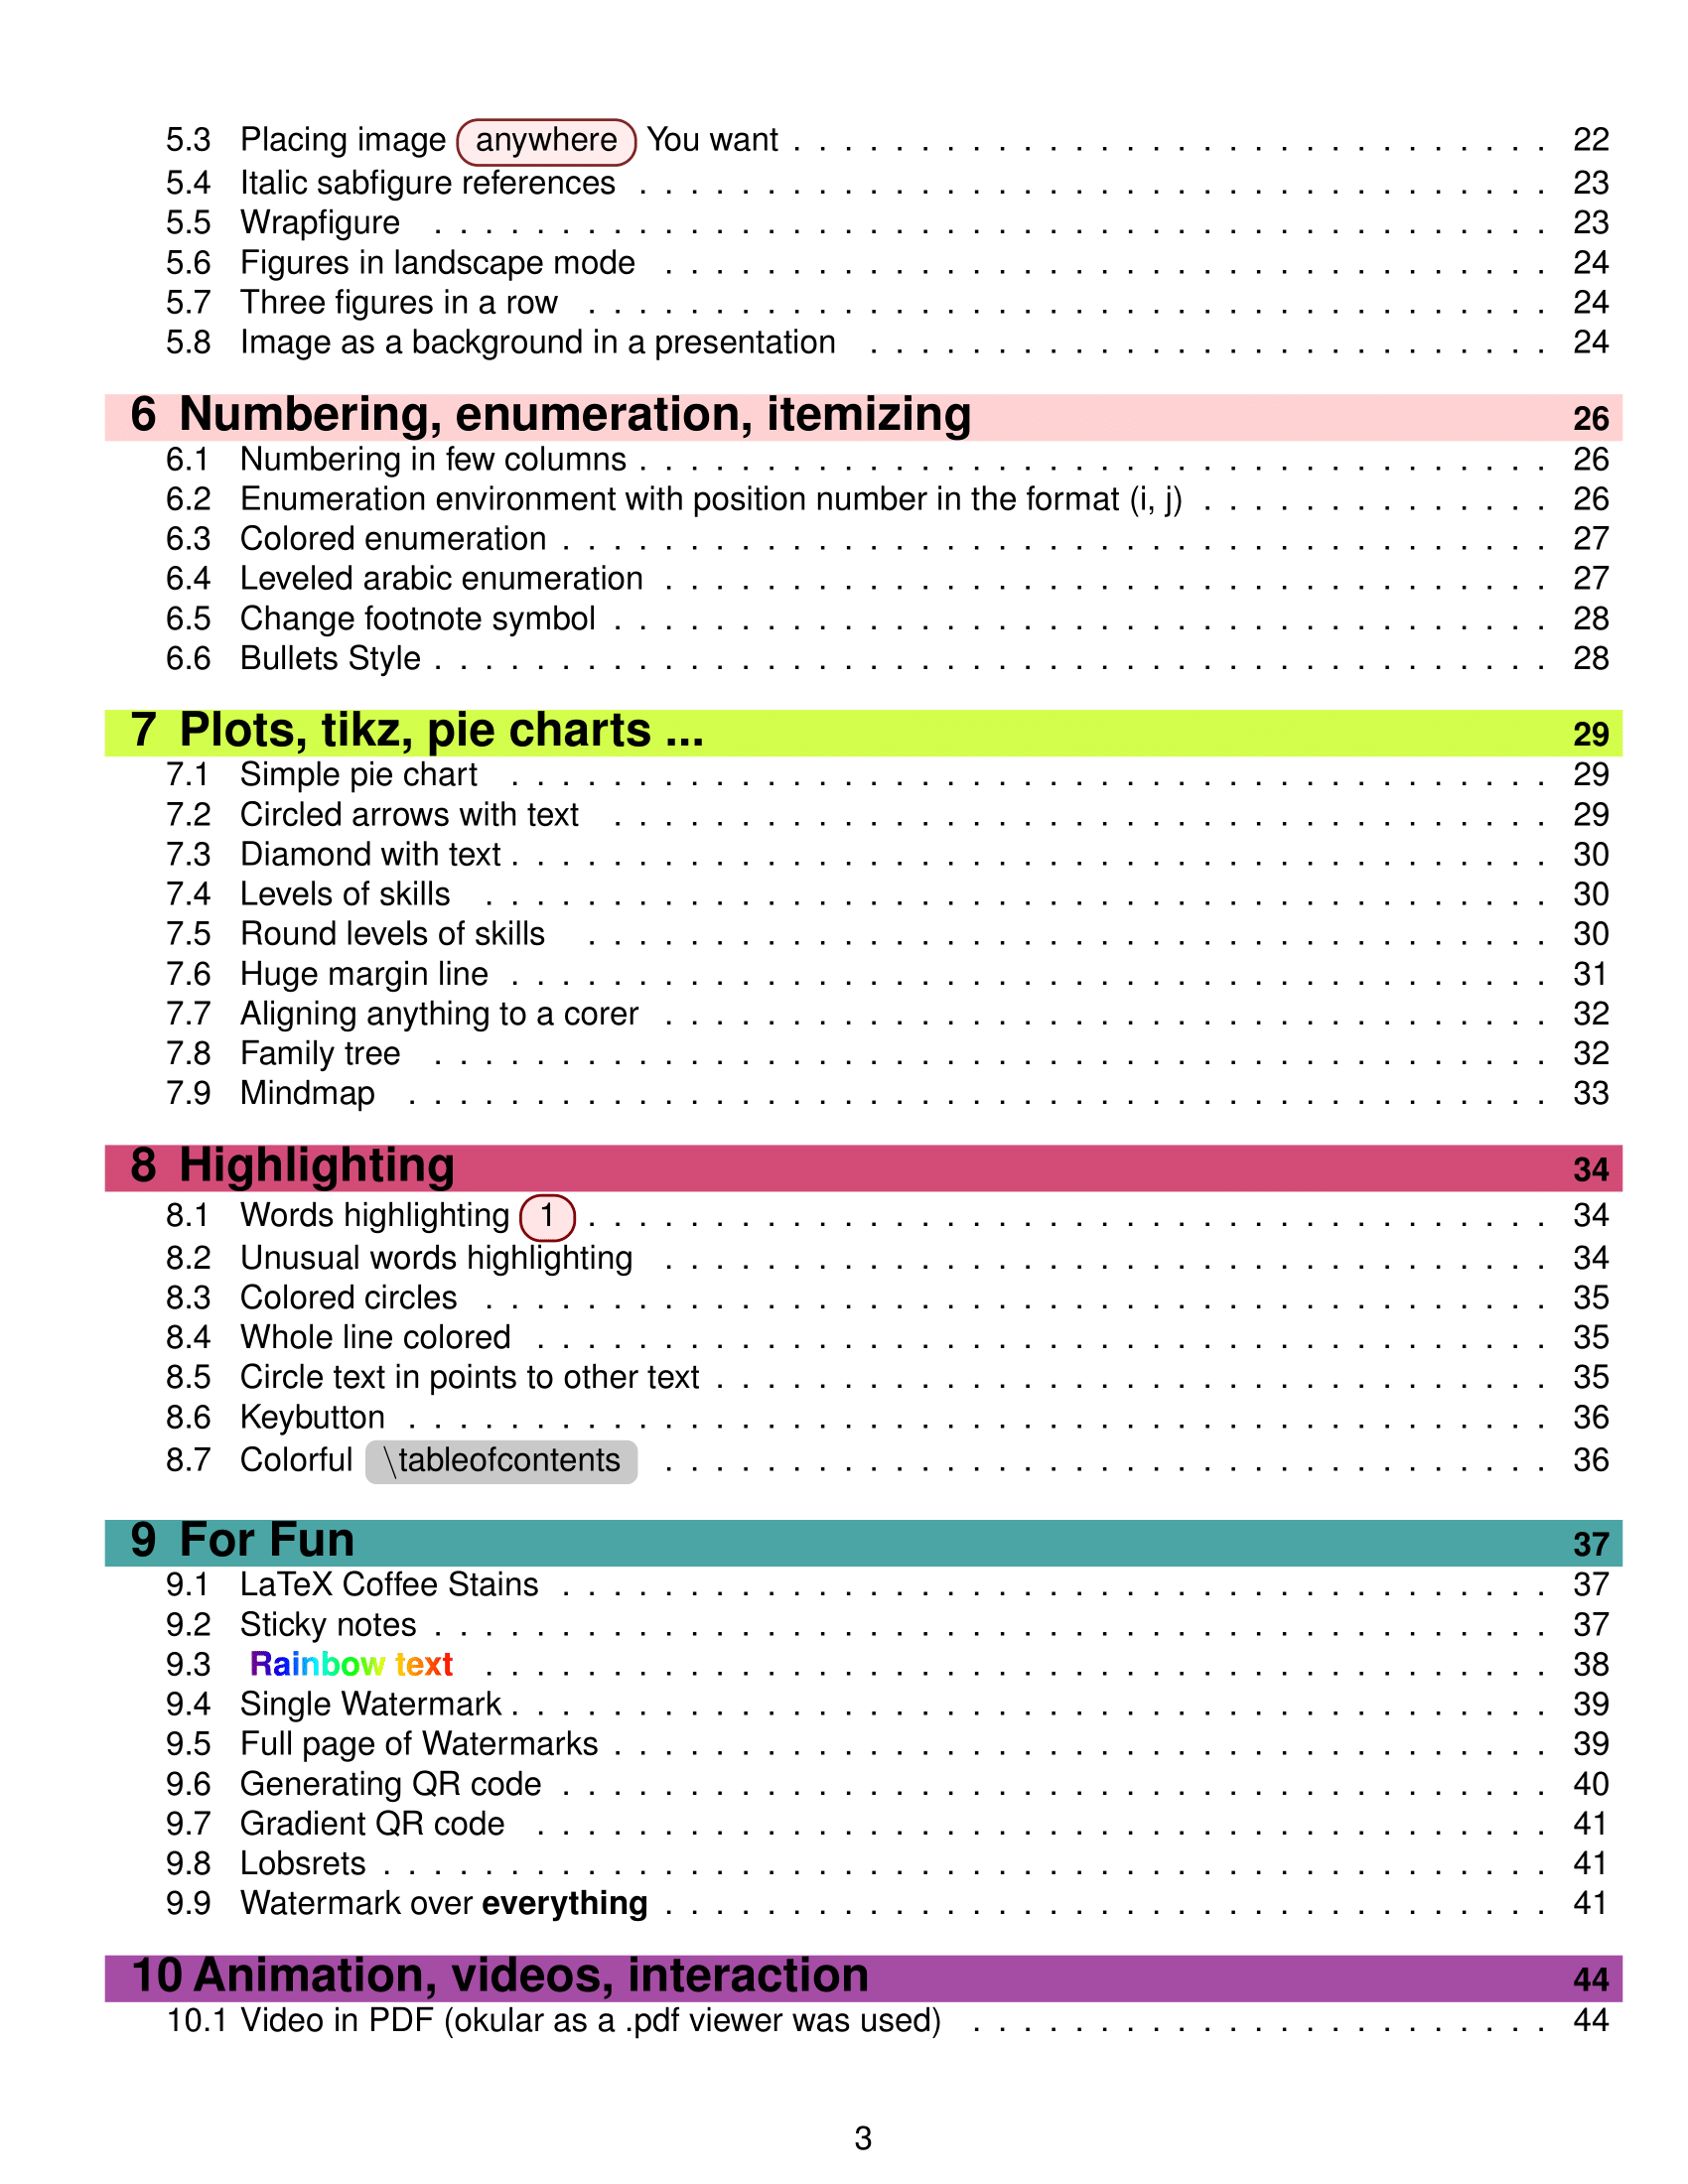 5.3 Placing image anywhere You want . . . . . . . . . . . . . . . . . . . . . . . . . . . . . . 22
5.4 Italic sabfigure references . . . . . . . . . . . . . . . . . . . . . . . . . . . . . . . . . . . . 23
5.5 Wrapfigure . . . . . . . . . . . . . . . . . . . . . . . . . . . . . . . . . . . . . . . . . . . . 23
5.6 Figures in landscape mode . . . . . . . . . . . . . . . . . . . . . . . . . . . . . . . . . . . 24
5.7 Three figures in a row . . . . . . . . . . . . . . . . . . . . . . . . . . . . . . . . . . . . . . 24
5.8 Image as a background in a presentation . . . . . . . . . . . . . . . . . . . . . . . . . . . 24
6 Numbering, enumeration, itemizing 26
6.1 Numbering in few columns . . . . . . . . . . . . . . . . . . . . . . . . . . . . . . . . . . . . 26
6.2 Enumeration environment with position number in the format (i, j) . . . . . . . . . . . . . . 26
6.3 Colored enumeration . . . . . . . . . . . . . . . . . . . . . . . . . . . . . . . . . . . . . . . 27
6.4 Leveled arabic enumeration . . . . . . . . . . . . . . . . . . . . . . . . . . . . . . . . . . . 27
6.5 Change footnote symbol . . . . . . . . . . . . . . . . . . . . . . . . . . . . . . . . . . . . . 28
6.6 Bullets Style . . . . . . . . . . . . . . . . . . . . . . . . . . . . . . . . . . . . . . . . . . . . 28
7 Plots, tikz, pie charts ... 29
7.1 Simple pie chart . . . . . . . . . . . . . . . . . . . . . . . . . . . . . . . . . . . . . . . . . 29
7.2 Circled arrows with text . . . . . . . . . . . . . . . . . . . . . . . . . . . . . . . . . . . . . 29
7.3 Diamond with text . . . . . . . . . . . . . . . . . . . . . . . . . . . . . . . . . . . . . . . . . 30
7.4 Levels of skills . . . . . . . . . . . . . . . . . . . . . . . . . . . . . . . . . . . . . . . . . . 30
7.5 Round levels of skills . . . . . . . . . . . . . . . . . . . . . . . . . . . . . . . . . . . . . . 30
7.6 Huge margin line . . . . . . . . . . . . . . . . . . . . . . . . . . . . . . . . . . . . . . . . . 31
7.7 Aligning anything to a corer . . . . . . . . . . . . . . . . . . . . . . . . . . . . . . . . . . . 32
7.8 Family tree . . . . . . . . . . . . . . . . . . . . . . . . . . . . . . . . . . . . . . . . . . . . 32
7.9 Mindmap . . . . . . . . . . . . . . . . . . . . . . . . . . . . . . . . . . . . . . . . . . . . . 33
8 Highlighting 34
8.1 Words highlighting 1 . . . . . . . . . . . . . . . . . . . . . . . . . . . . . . . . . . . . . . 34
8.2 Unusual words highlighting . . . . . . . . . . . . . . . . . . . . . . . . . . . . . . . . . . . 34
8.3 Colored circles . . . . . . . . . . . . . . . . . . . . . . . . . . . . . . . . . . . . . . . . . . 35
8.4 Whole line colored . . . . . . . . . . . . . . . . . . . . . . . . . . . . . . . . . . . . . . . . 35
8.5 Circle text in points to other text . . . . . . . . . . . . . . . . . . . . . . . . . . . . . . . . . 35
8.6 Keybutton . . . . . . . . . . . . . . . . . . . . . . . . . . . . . . . . . . . . . . . . . . . . . 36
8.7 Colorful \tableofcontents . . . . . . . . . . . . . . . . . . . . . . . . . . . . . . . . . . . 36
9 For Fun 37
9.1 LaTeX Coffee Stains . . . . . . . . . . . . . . . . . . . . . . . . . . . . . . . . . . . . . . . 37
9.2 Sticky notes . . . . . . . . . . . . . . . . . . . . . . . . . . . . . . . . . . . . . . . . . . . . 37
9.3 Rainbow text . . . . . . . . . . . . . . . . . . . . . . . . . . . . . . . . . . . . . . . . . . 38
9.4 Single Watermark . . . . . . . . . . . . . . . . . . . . . . . . . . . . . . . . . . . . . . . . . 39
9.5 Full page of Watermarks . . . . . . . . . . . . . . . . . . . . . . . . . . . . . . . . . . . . . 39
9.6 Generating QR code . . . . . . . . . . . . . . . . . . . . . . . . . . . . . . . . . . . . . . . 40
9.7 Gradient QR code . . . . . . . . . . . . . . . . . . . . . . . . . . . . . . . . . . . . . . . . 41
9.8 Lobsrets . . . . . . . . . . . . . . . . . . . . . . . . . . . . . . . . . . . . . . . . . . . . . . 41
9.9 Watermark over everything . . . . . . . . . . . . . . . . . . . . . . . . . . . . . . . . . . . 41
10 Animation, videos, interaction 44
10.1 Video in PDF (okular as a .pdf viewer was used) . . . . . . . . . . . . . . . . . . . . . . . 44
3